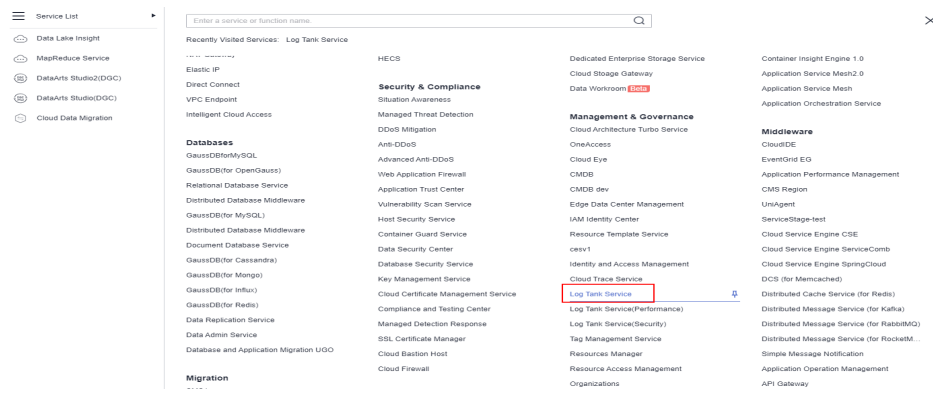 Service List
Data Lake Insight
MapReduce Service
DataArts Studio2(DGC)
DataArts Studio(DGC)
Cloud Data Migration
Enter a service or function name.
Recently Visited Services: Log Tank Service
Elastic IP
Direct Connect
VPC Endpoint
Intelligent Cloud Access
Databases
GaussDBforMySQL
GaussDB(for OpenGauss)
Relational Database Service
Distributed Database Middleware
GaussDB(for MySQL)
Distributed Database Middleware
Document Database Service
GaussDB(for Cassandra)
GaussDB(for Mongo)
GaussDB(for Influx)
GaussDB(for Redis)
Data Replication Service
Data Admin Service
Database and Application Migration UGO
Migration
HECS
Security & Compliance
Situation Awareness
Managed Threat Detection
DDoS Mitigation
Anti-DDoS
Advanced Anti-DDoS
Web Application Firewall
Application Trust Center
Vulnerability Scan Service
Host Security Service
Container Guard Service
Data Security Center
Database Security Service
Key Management Service
Cloud Certificate Management Service
Compliance and Testing Center
Managed Detection Response
SSL Certificate Manager
Cloud Bastion Host
Cloud Firewall
Dedicated Enterprise Storage Service
Cloud Stoage Gateway
Data Workroom Beta
Management & Governance
Cloud Architecture Turbo Service
OneAccess
Cloud Eye
CMDB
CMDB dev
Edge Data Center Management
IAM Identity Center
Resource Template Service
cesv1
Identity and Access Management
Cloud Trace Service
Log Tank Service
Log Tank Service(Performance)
Log Tank Service(Security)
Tag Management Service
Resources Manager
Resource Access Management
Organizations
Container Insight Engine 1.0
Application Service Mesh2.0
Application Service Mesh
Application Orchestration Service
Middleware
CloudIDE
EventGrid EG
Application Performance Management
CMS Region
UniAgent
ServiceStage-test
Cloud Service Engine CSE
Cloud Service Engine ServiceComb
Cloud Service Engine SpringCloud
DCS (for Memcached)
Distributed Cache Service (for Redis)
Distributed Message Service (for Kafka)
Distributed Message Service (for RabbitMQ)
Distributed Message Service (for RocketM...
Simple Message Notification
Application Operation Management
API Gateway